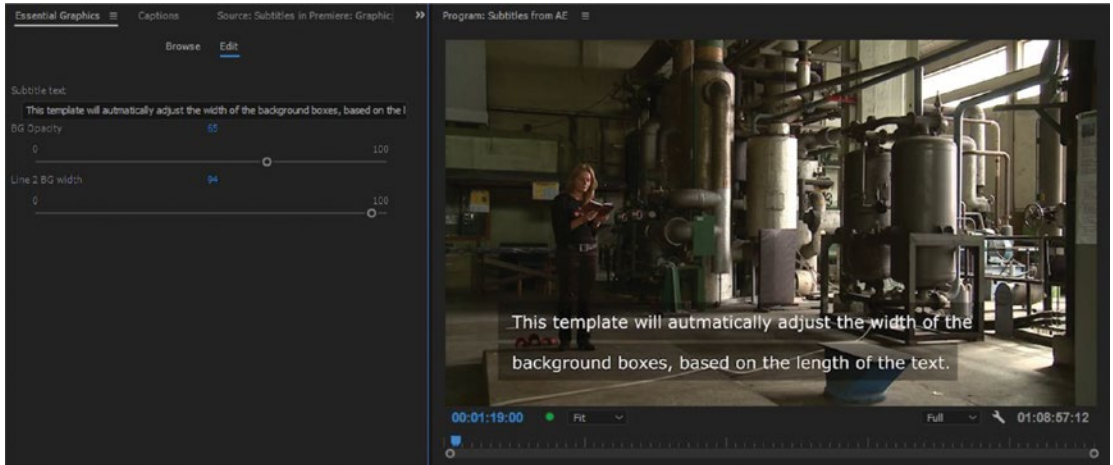 Essential Graphics
Captions
Source: Subtitles in Premiere: Graphic:
Browse
Edit
Subtitle text
This template will autmatically adjust the width of the background boxes, based on the l
BG Opacity
65
0
100
Line 2 BG width
94
0
100
Program: Subtitles from AE
This template will autmatically adjust the width of the
background boxes, based on the length of the text.
00:01:19:00
Fit
Full
01:08:57:12